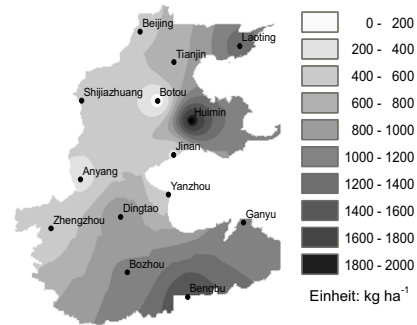 Beijing
Laoting
Tianjin
Shijiazhuang
Botou
Huimin
Jinan
Anyang
Yanzhou
Dingtao
Ganyu
Zhengzhou
Bozhou
Bengbu
0 - 200
200 - 400
400 - 600
600 - 800
800 - 1000
1000 - 1200
1200 - 1400
1400 - 1600
1600 - 1800
1800 - 2000
Einheit: kg ha⁻¹